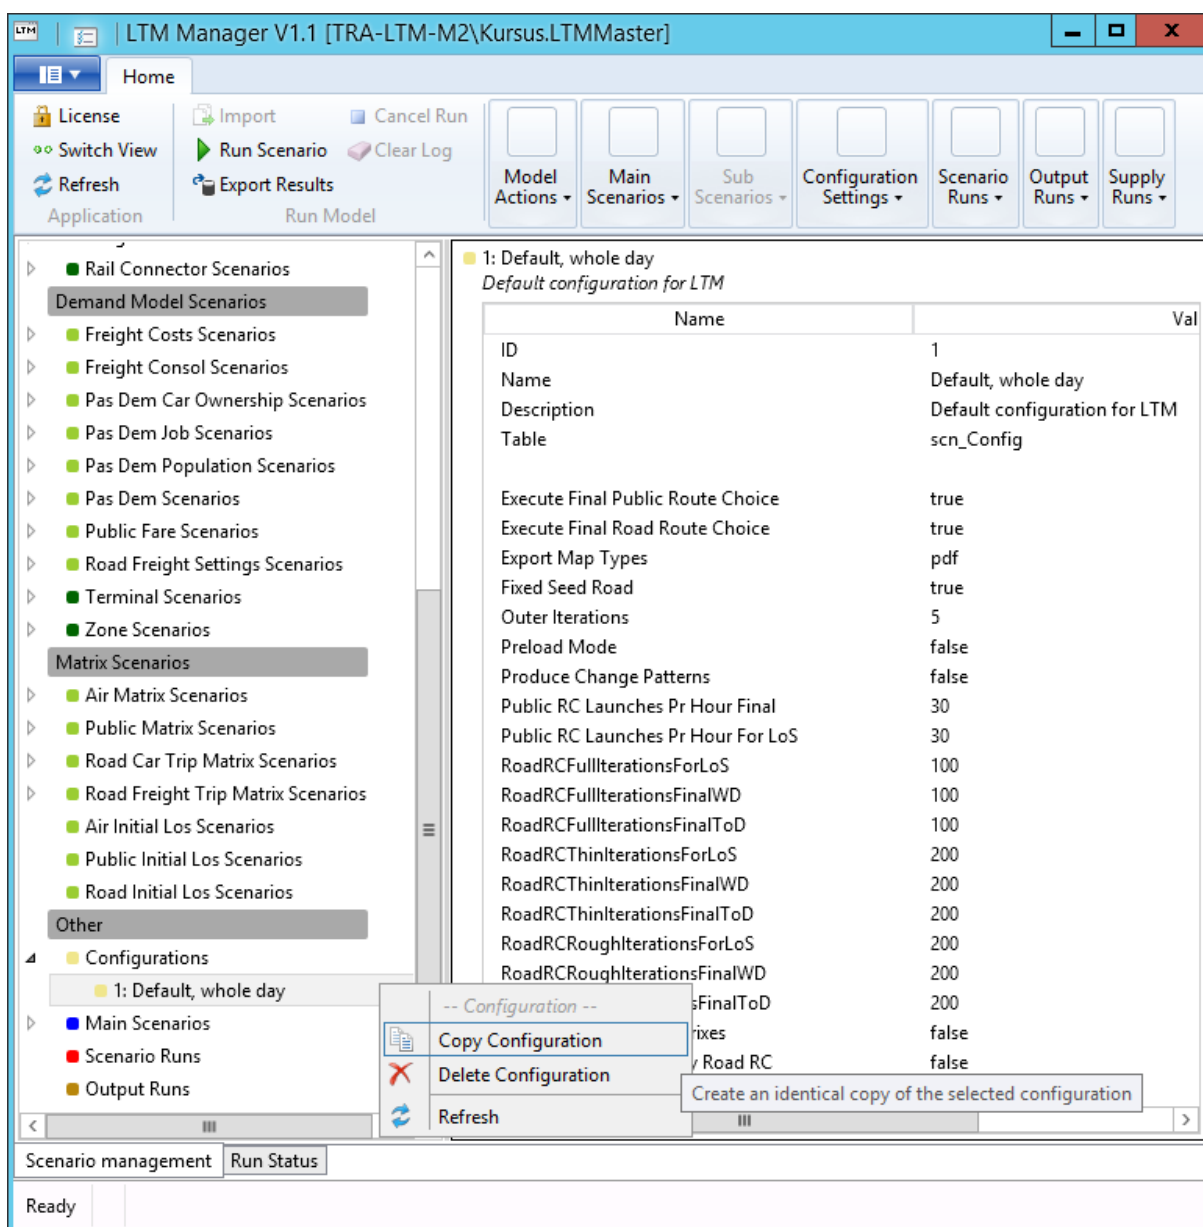 LTM | LTM Manager V1.1 [TRA-LTM-M2\Kursus.LTMMaster]
Home
License Import Cancel Run
Switch View Run Scenario Clear Log
Refresh Export Results
Application Run Model
Model Actions
Main Scenarios
Sub Scenarios
Configuration Settings
Scenario Runs
Output Runs
Supply Runs
Rail Connector Scenarios
Demand Model Scenarios
Freight Costs Scenarios
Freight Consol Scenarios
Pas Dem Car Ownership Scenarios
Pas Dem Job Scenarios
Pas Dem Population Scenarios
Pas Dem Scenarios
Public Fare Scenarios
Road Freight Settings Scenarios
Terminal Scenarios
Zone Scenarios
Matrix Scenarios
Air Matrix Scenarios
Public Matrix Scenarios
Road Car Trip Matrix Scenarios
Road Freight Trip Matrix Scenarios
Air Initial Los Scenarios
Public Initial Los Scenarios
Road Initial Los Scenarios
Other
Configurations
1: Default, whole day
Main Scenarios
Scenario Runs
Output Runs
1: Default, whole day
Default configuration for LTM
Name Val
ID 1
Name Default, whole day
Description Default configuration for LTM
Table scn_Config
Execute Final Public Route Choice true
Execute Final Road Route Choice true
Export Map Types pdf
Fixed Seed Road true
Outer Iterations 5
Preload Mode false
Produce Change Patterns false
Public RC Launches Pr Hour Final 30
Public RC Launches Pr Hour For LoS 30
RoadRCFullIterationsForLoS 100
RoadRCFullIterationsFinalWD 100
RoadRCFullIterationsFinalToD 100
RoadRCThinIterationsForLoS 200
RoadRCThinIterationsFinalWD 200
RoadRCThinIterationsFinalToD 200
RoadRCRoughIterationsForLoS 200
RoadRCRoughIterationsFinalWD 200
sFinalToD 200
rixes false
y Road RC false
-- Configuration --
Copy Configuration
Delete Configuration
Refresh
Create an identical copy of the selected configuration
Scenario management Run Status
Ready